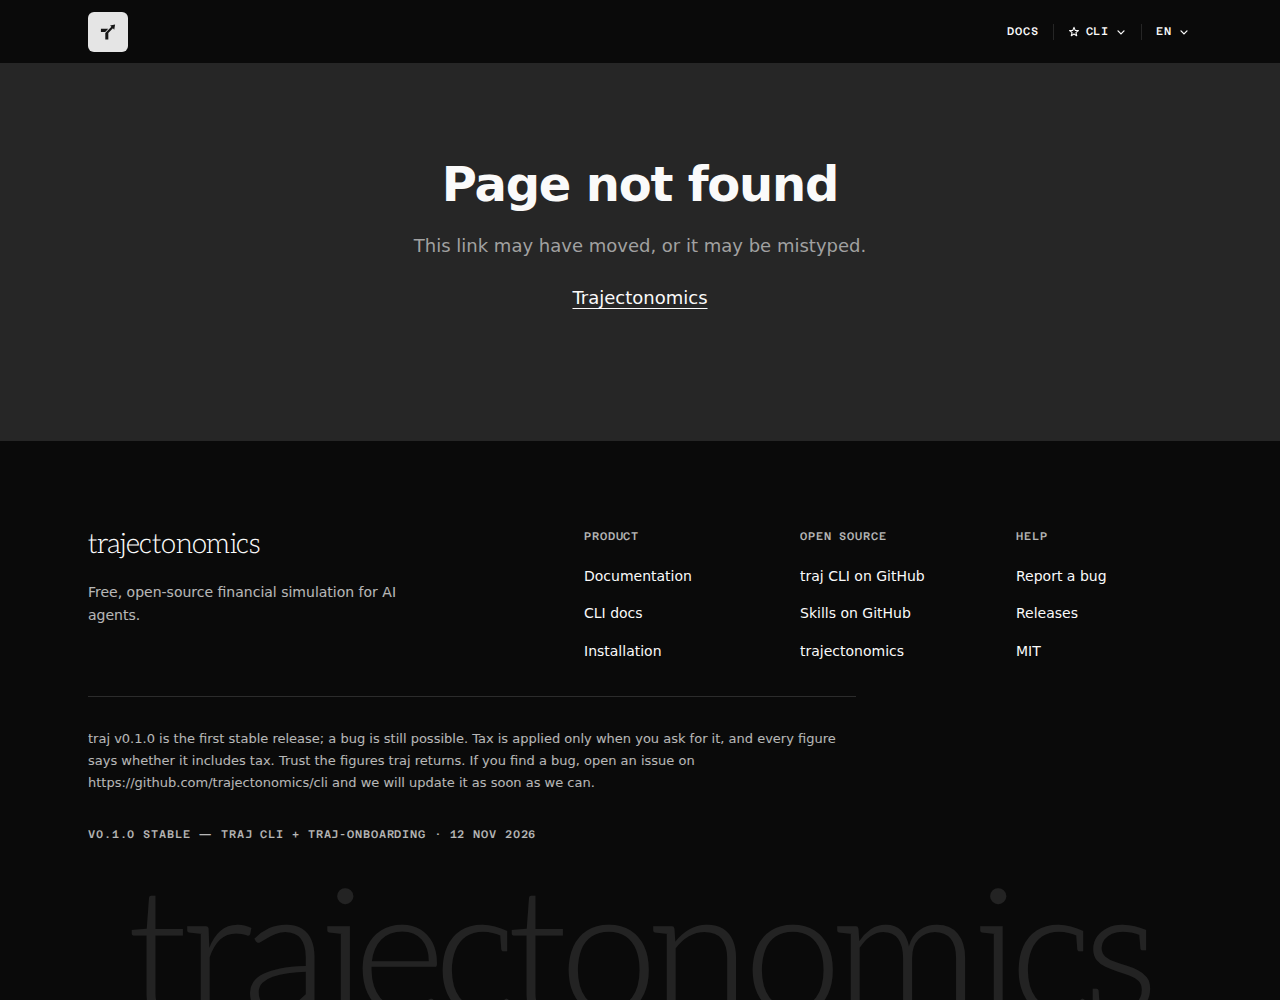 DOCS
CLI
EN
Page not found
This link may have moved, or it may be mistyped.
Trajectonomics
trajectonomics
Free, open-source financial simulation for AI
agents.
PRODUCT
Documentation
CLI docs
Installation
OPEN SOURCE
traj CLI on GitHub
Skills on GitHub
trajectonomics
HELP
Report a bug
Releases
MIT
traj v0.1.0 is the first stable release; a bug is still possible. Tax is applied only when you ask for it, and every figure
says whether it includes tax. Trust the figures traj returns. If you find a bug, open an issue on
https://github.com/trajectonomics/cli and we will update it as soon as we can.
V0.1.0 STABLE — TRAJ CLI + TRAJ-ONBOARDING · 12 NOV 2026
trajectonomics